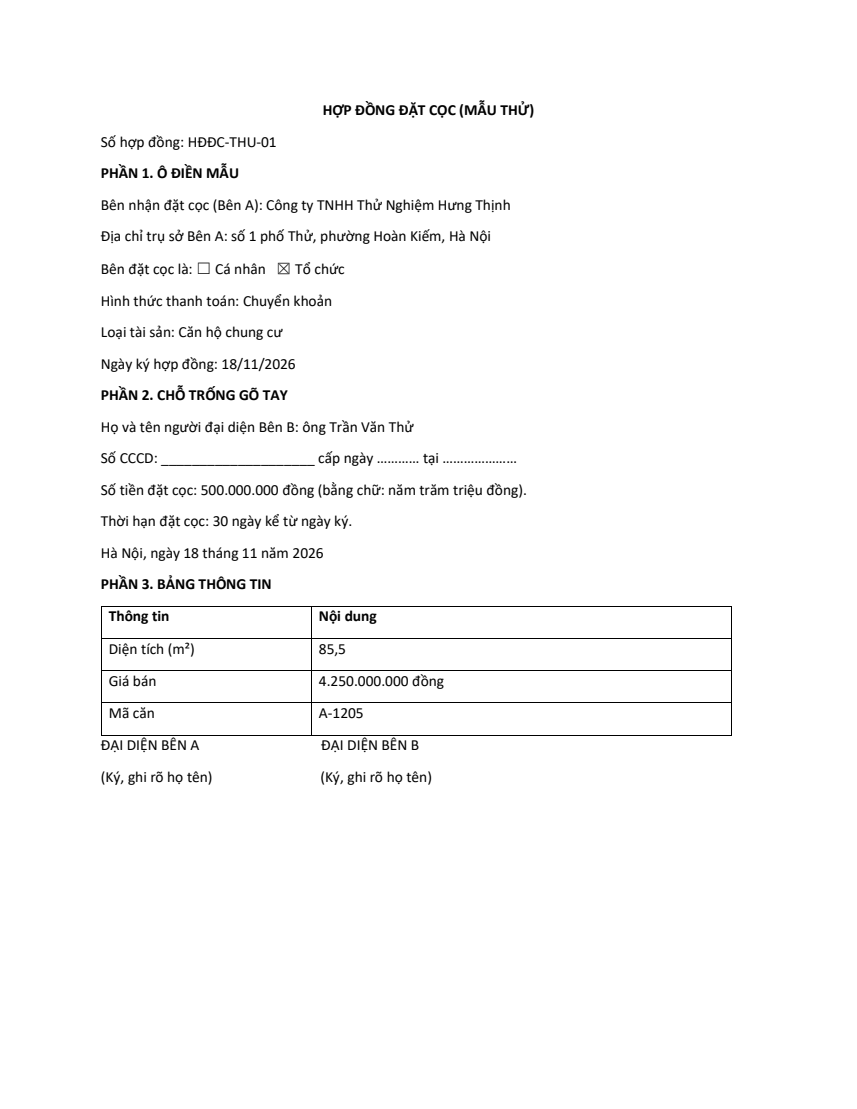 HỢP ĐỒNG ĐẶT CỌC (MẪU THỬ)
Số hợp đồng: HĐĐC-THU-01
PHẦN 1. Ô ĐIỀN MẪU
Bên nhận đặt cọc (Bên A): Công ty TNHH Thử Nghiệm Hưng Thịnh
Địa chỉ trụ sở Bên A: số 1 phố Thử, phường Hoàn Kiếm, Hà Nội
Bên đặt cọc là: ☐ Cá nhân ☒ Tổ chức
Hình thức thanh toán: Chuyển khoản
Loại tài sản: Căn hộ chung cư
Ngày ký hợp đồng: 18/11/2026
PHẦN 2. CHỖ TRỐNG GÕ TAY
Họ và tên người đại diện Bên B: ông Trần Văn Thử
Số CCCD: ____________________ cấp ngày ………… tại …………………
Số tiền đặt cọc: 500.000.000 đồng (bằng chữ: năm trăm triệu đồng).
Thời hạn đặt cọc: 30 ngày kể từ ngày ký.
Hà Nội, ngày 18 tháng 11 năm 2026
PHẦN 3. BẢNG THÔNG TIN
Thông tin Nội dung
Diện tích (m²) 85,5
Giá bán 4.250.000.000 đồng
Mã căn A-1205
ĐẠI DIỆN BÊN A ĐẠI DIỆN BÊN B
(Ký, ghi rõ họ tên) (Ký, ghi rõ họ tên)